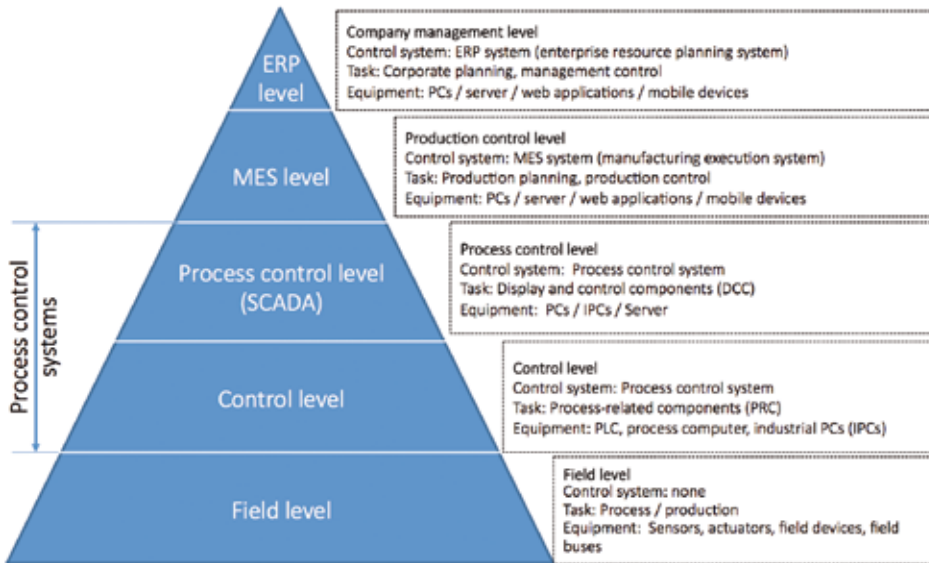 ERP
level
Company management level
Control system: ERP system (enterprise resource planning system)
Task: Corporate planning, management control
Equipment: PCs / server / web applications / mobile devices
MES level
Production control level
Control system: MES system (manufacturing execution system)
Task: Production planning, production control
Equipment: PCs / server / web applications / mobile devices
Process control
systems
Process control level
(SCADA)
Process control level
Control system: Process control system
Task: Display and control components (DCC)
Equipment: PCs / IPCs / Server
Control level
Control level
Control system: Process control system
Task: Process-related components (PRC)
Equipment: PLC, process computer, industrial PCs (IPCs)
Field level
Field level
Control system: none
Task: Process / production
Equipment: Sensors, actuators, field devices, field
buses